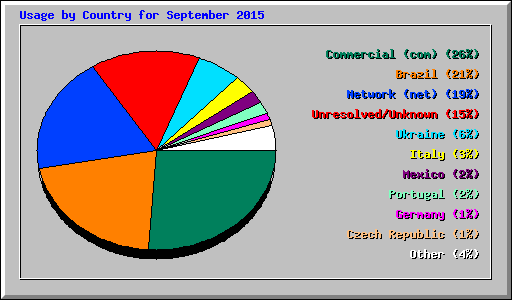 Usage by Country for September 2015
Commercial (com) (26%)
Brazil (21%)
Network (net) (19%)
Unresolved/Unknown (15%)
Ukraine (6%)
Italy (3%)
Mexico (2%)
Portugal (2%)
Germany (1%)
Czech Republic (1%)
Other (4%)